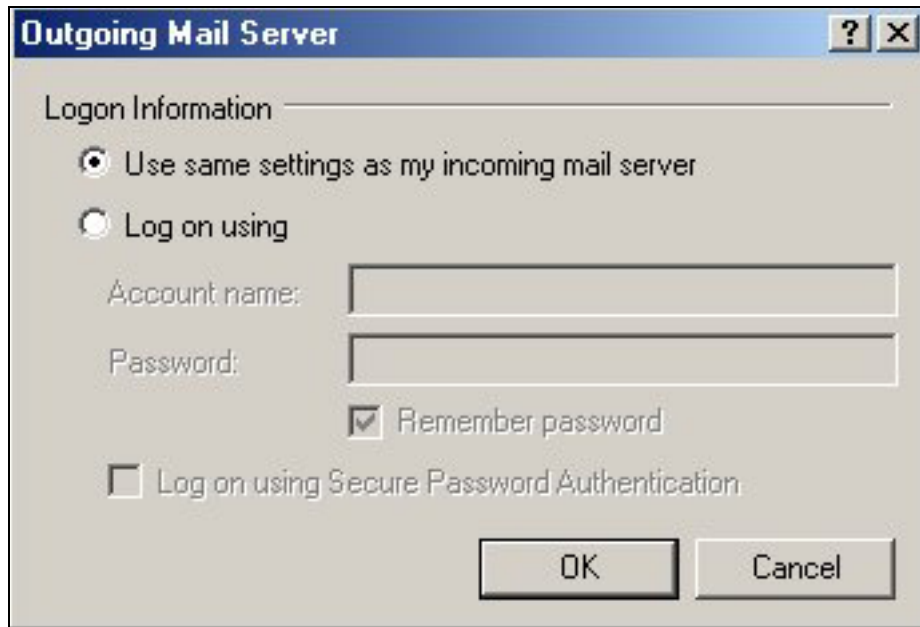 Outgoing Mail Server
Logon Information
Use same settings as my incoming mail server
Log on using
Account name:
Password:
Remember password
Log on using Secure Password Authentication
OK Cancel